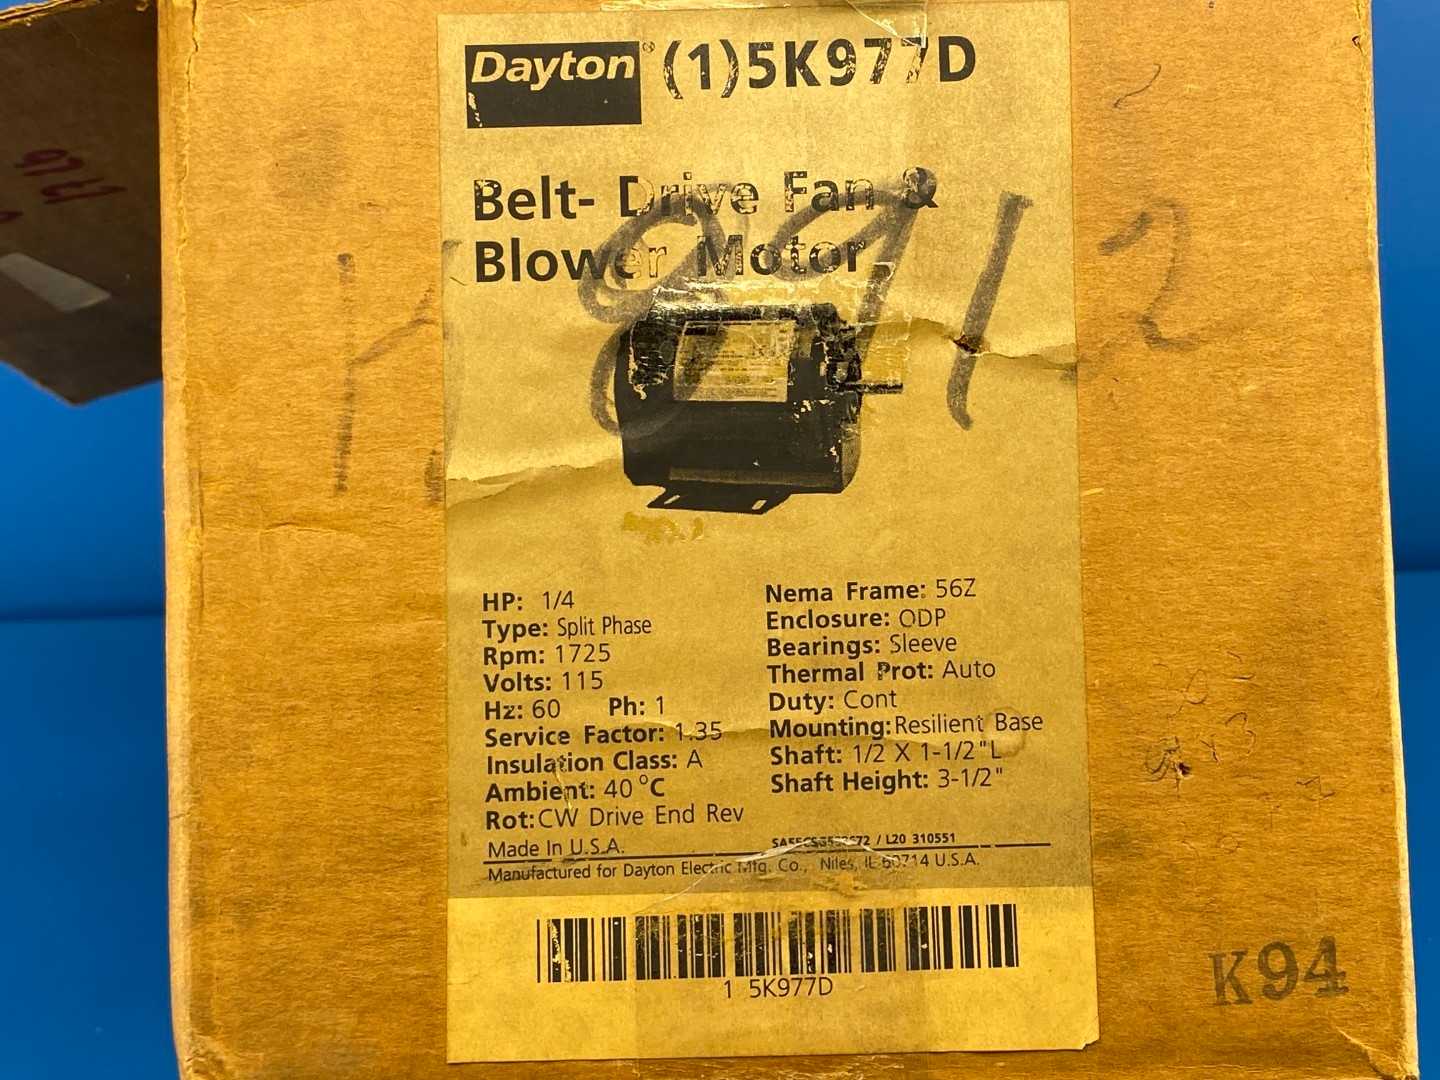 Dayton® (1)5K977D
Belt- Drive Fan &
Blower Motor
8912
HP: 1/4
Type: Split Phase
Rpm: 1725
Volts: 115
Hz: 60 Ph: 1
Service Factor: 1.35
Insulation Class: A
Ambient: 40 °C
Rot: CW Drive End Rev
Nema Frame: 56Z
Enclosure: ODP
Bearings: Sleeve
Thermal Prot: Auto
Duty: Cont
Mounting: Resilient Base
Shaft: 1/2 X 1-1/2"L
Shaft Height: 3-1/2"
Made In U.S.A.
/ L20 310551
Manufactured for Dayton Electric Mfg. Co., Niles, IL 60714 U.S.A.
1 5K977D
K94